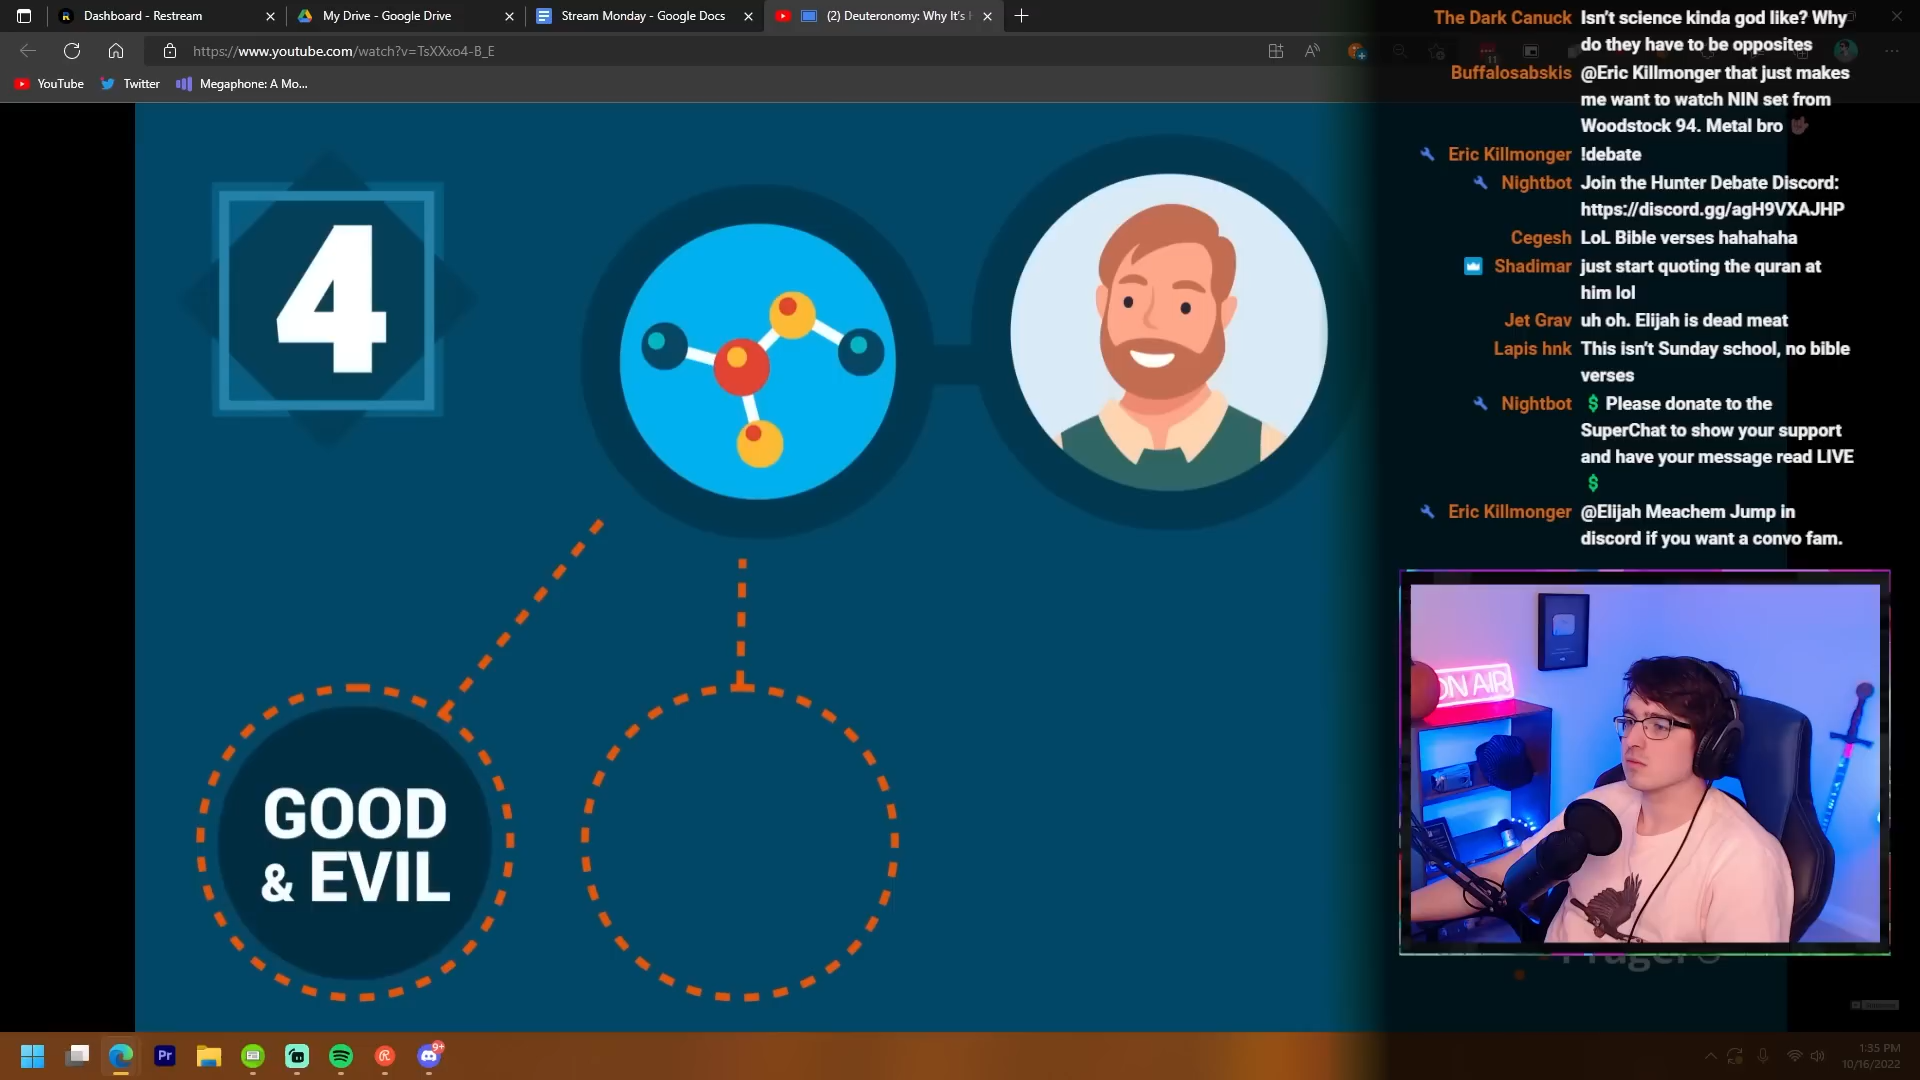 Dashboard - Restream
My Drive - Google Drive
Stream Monday - Google Docs
(2) Deuteronomy: Why It's
https://www.youtube.com/watch?v=TsXXxo4-B_E
YouTube
Twitter
Megaphone: A Mo...
4
GOOD
& EVIL
The Dark Canuck Isn't science kinda god like? Why
do they have to be opposites
Buffalosabskis @Eric Killmonger that just makes
me want to watch NIN set from
Woodstock 94. Metal bro
Eric Killmonger !debate
Nightbot Join the Hunter Debate Discord:
https://discord.gg/agH9VXAJHP
Cegesh LoL Bible verses hahahaha
Shadimar just start quoting the quran at
him lol
Jet Grav uh oh. Elijah is dead meat
Lapis hnk This isn't Sunday school, no bible
verses
Nightbot $ Please donate to the
SuperChat to show your support
and have your message read LIVE
$
Eric Killmonger @Elijah Meachem Jump in
discord if you want a convo fam.
ON AIR
PragerU
Pr
9+
1:35 PM
10/16/2022